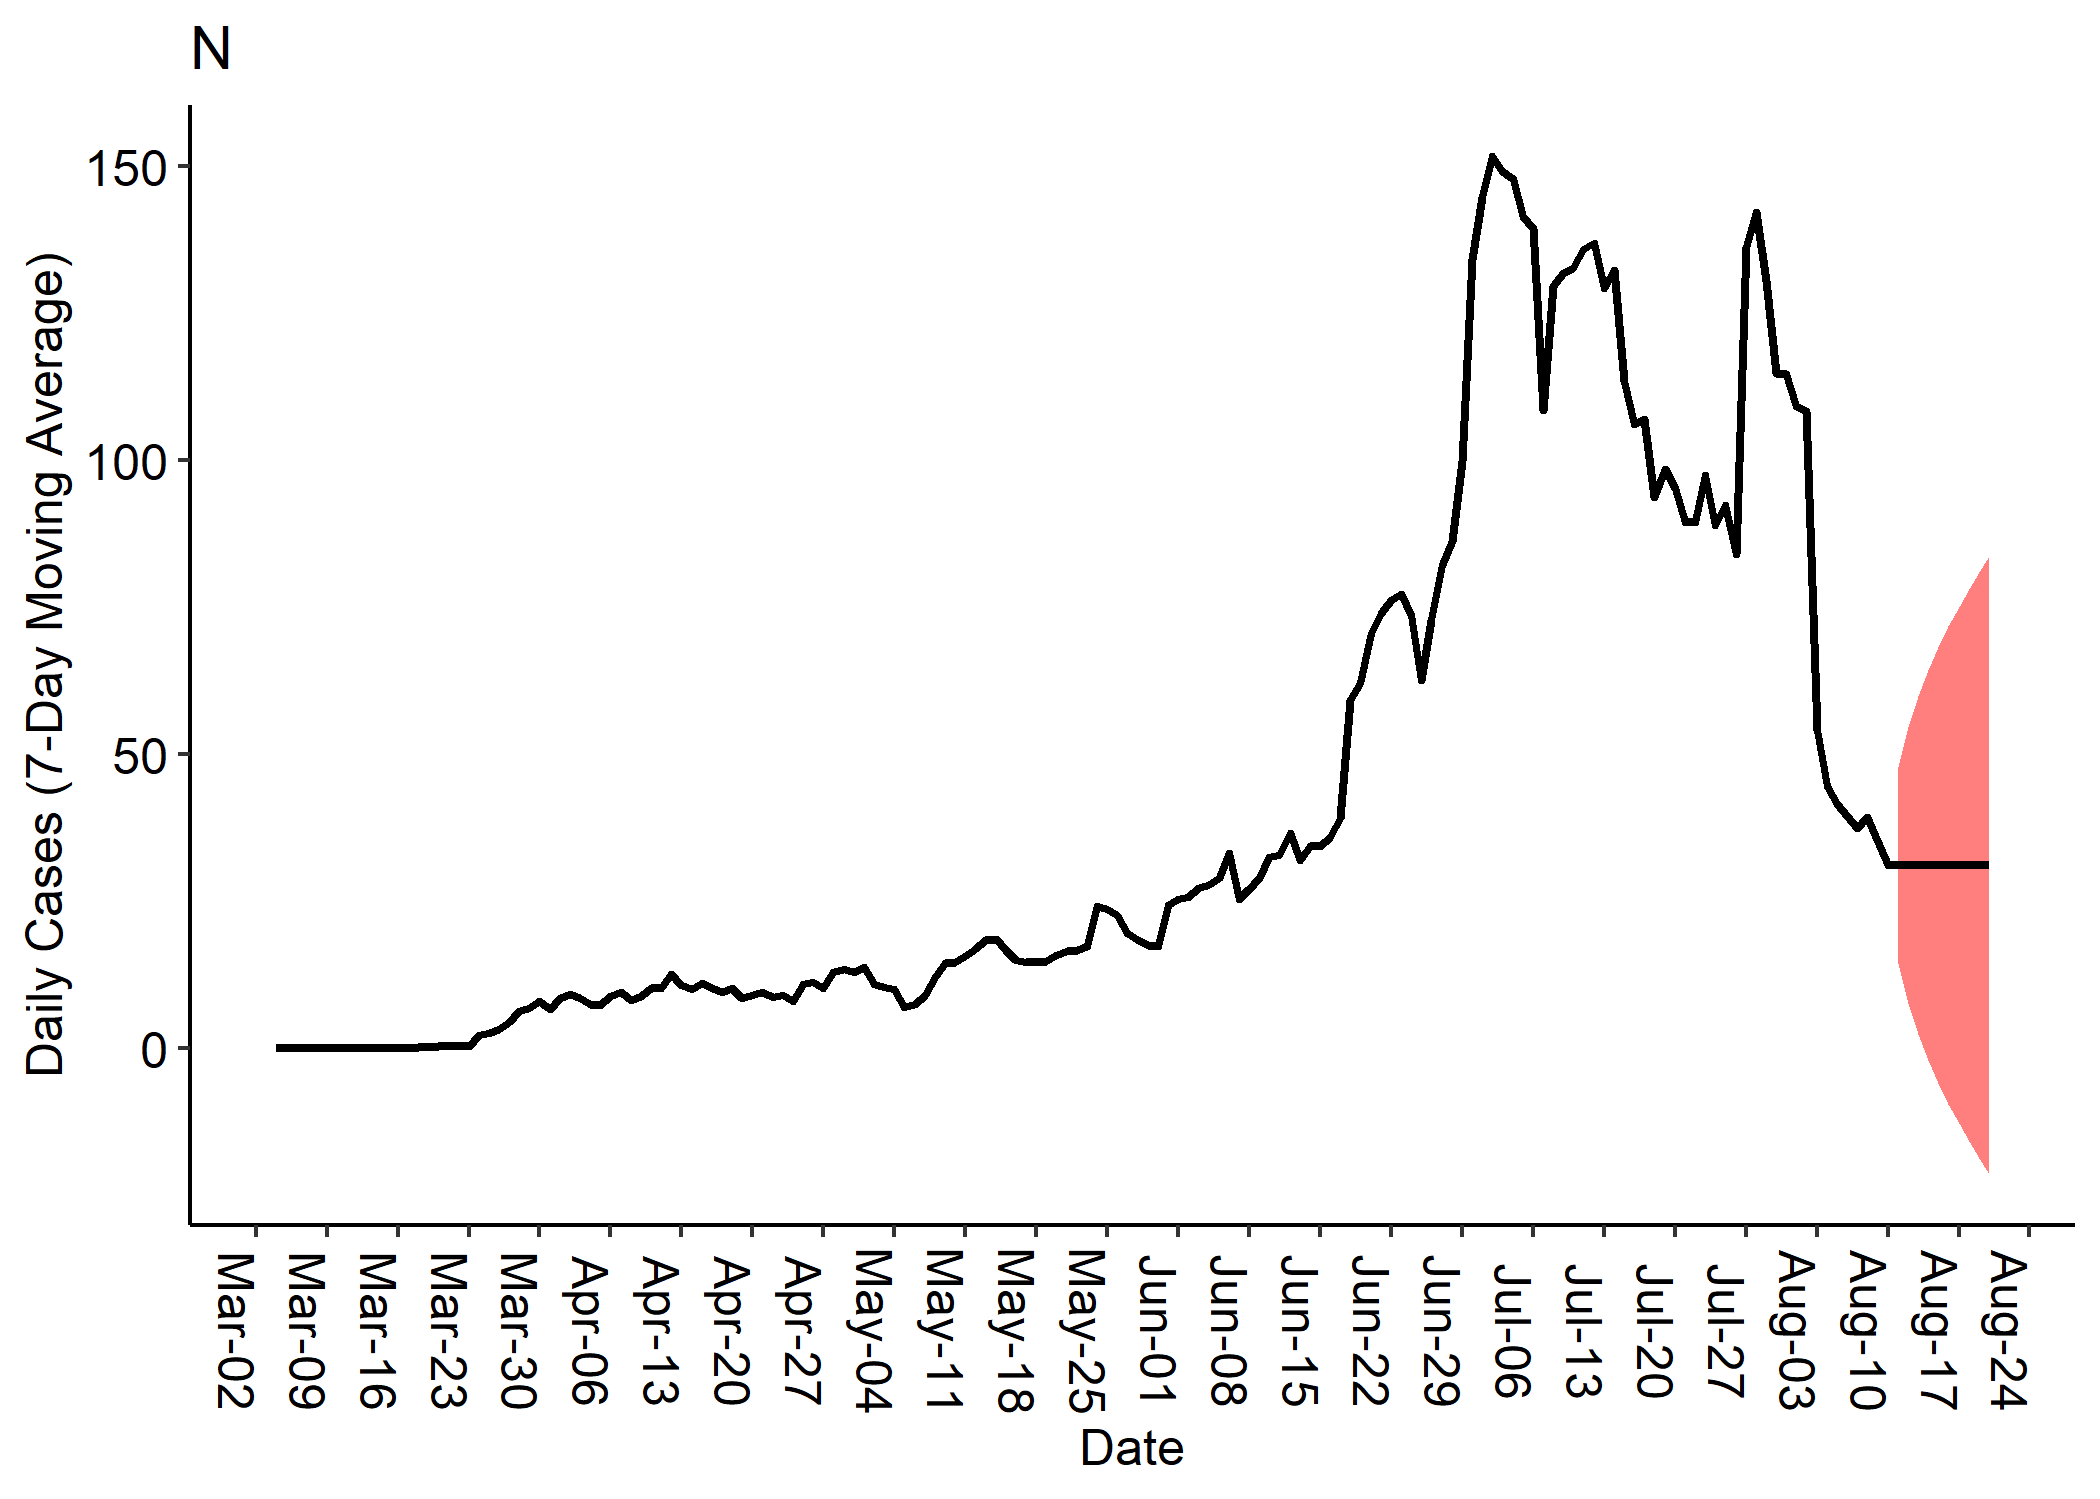 N
Daily Cases (7-Day Moving Average)
150
100
50
0
Mar-02
Mar-09
Mar-16
Mar-23
Mar-30
Apr-06
Apr-13
Apr-20
Apr-27
May-04
May-11
May-18
May-25
Jun-01
Jun-08
Jun-15
Jun-22
Jun-29
Jul-06
Jul-13
Jul-20
Jul-27
Aug-03
Aug-10
Aug-17
Aug-24
Date